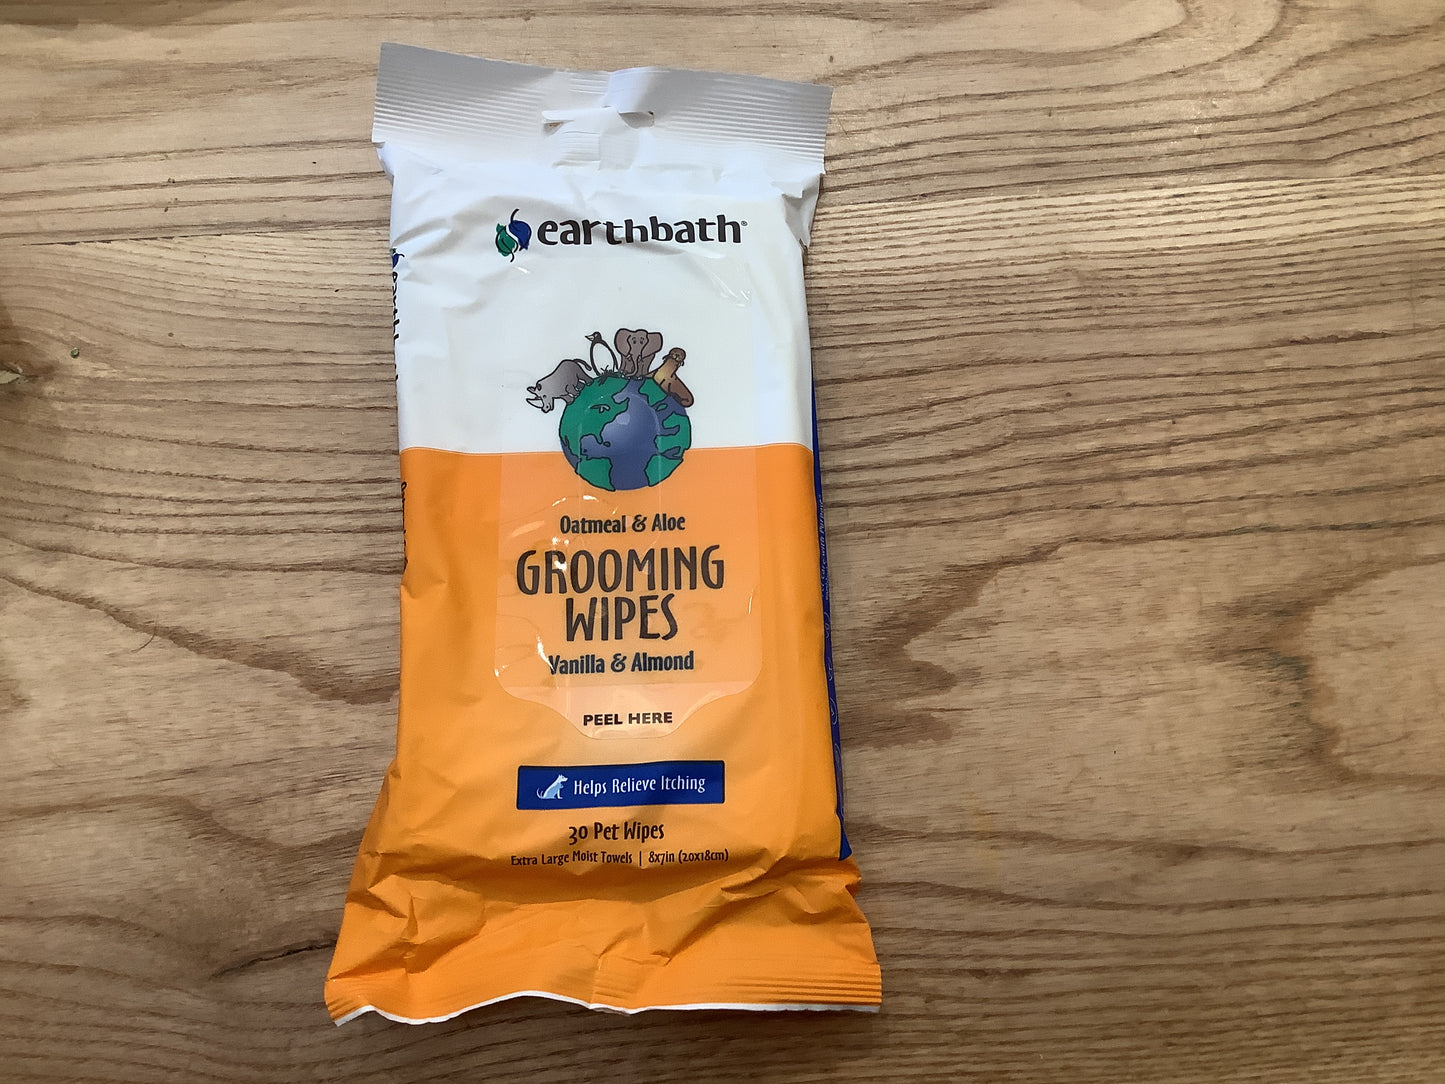 earthbath®
Oatmeal & Aloe
GROOMING
WIPES
Vanilla & Almond
PEEL HERE
Helps Relieve Itching
30 Pet Wipes
Extra Large Moist Towels | 8x7in (20x18cm)